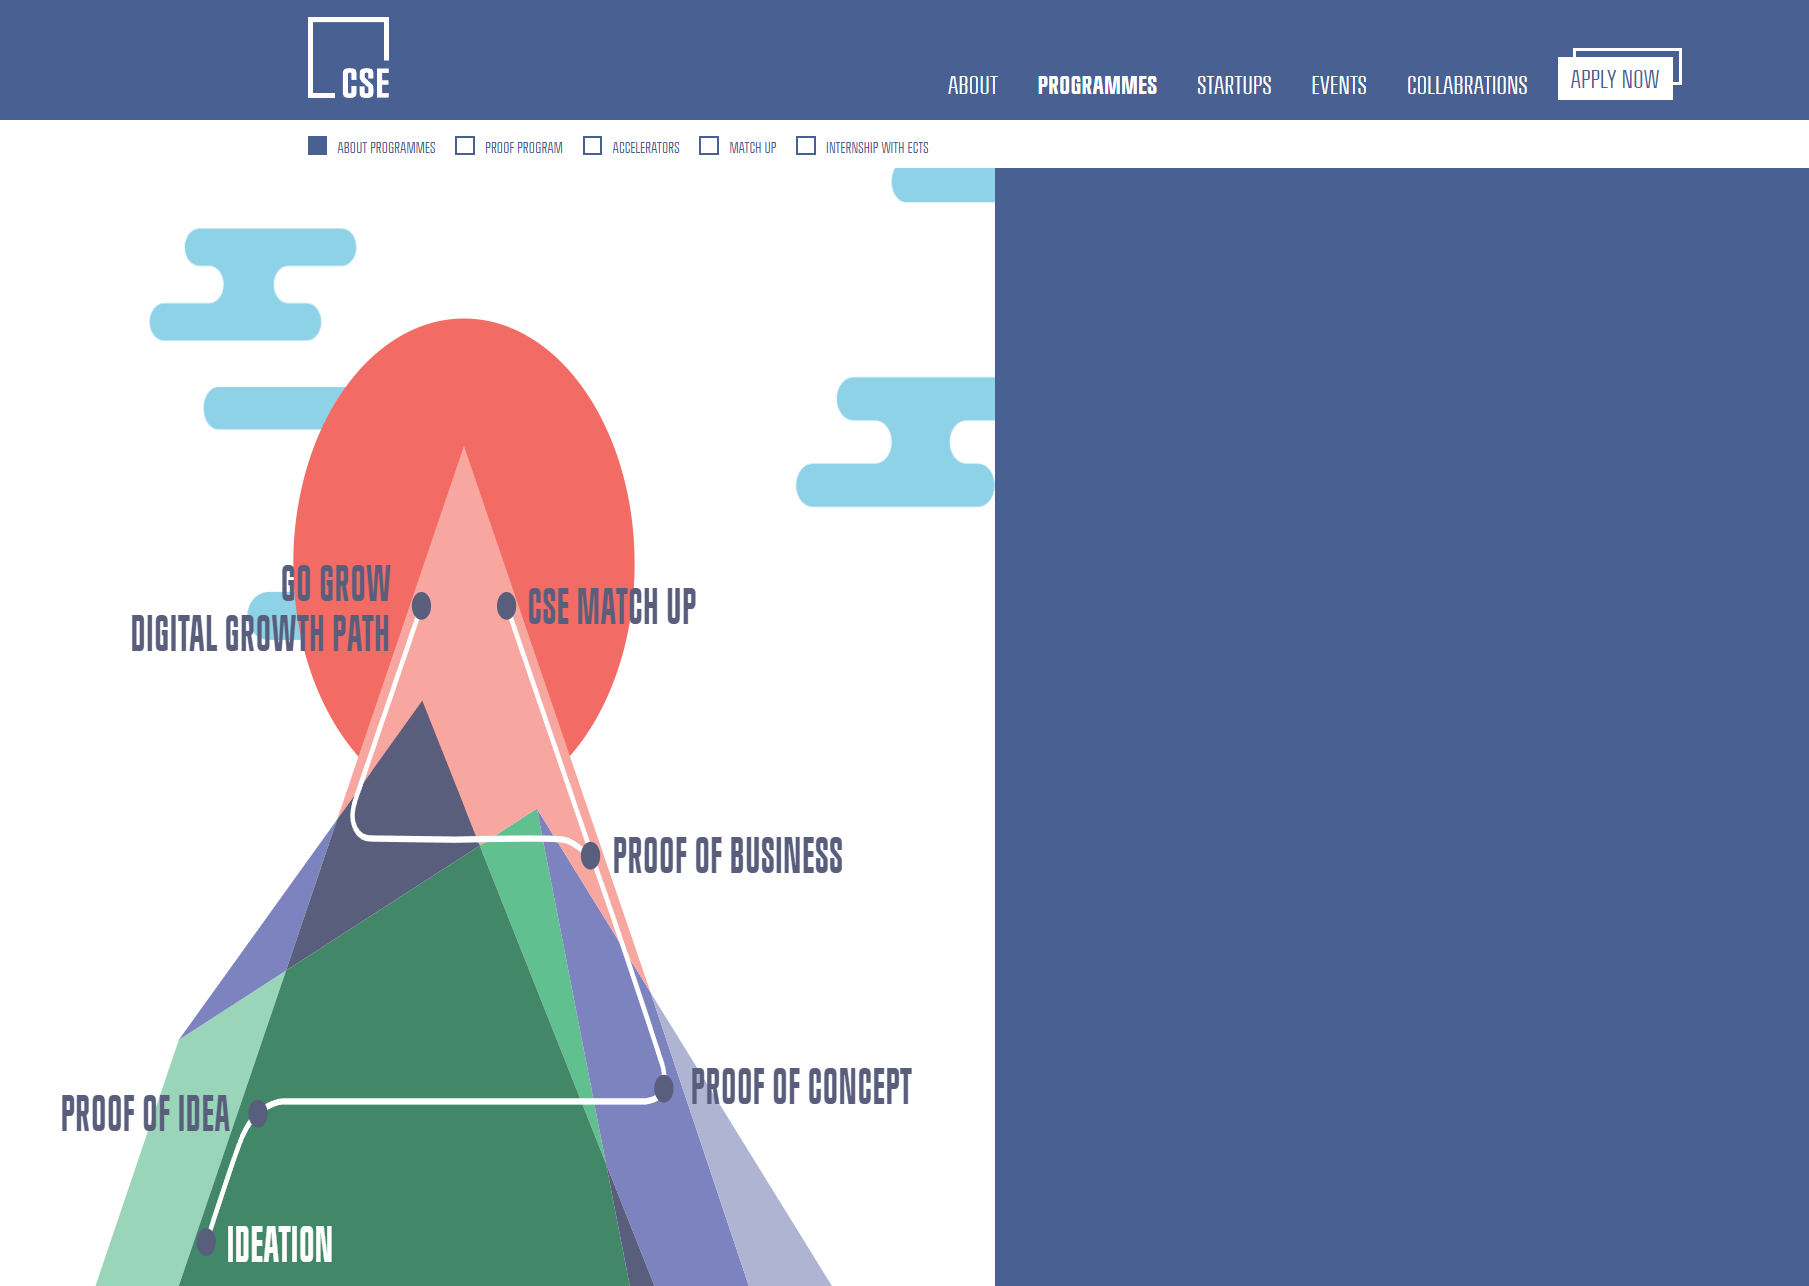 CSE
ABOUT PROGRAMMES STARTUPS EVENTS COLLABRATIONS APPLY NOW
ABOUT PROGRAMMES PROOF PROGRAM ACCELERATORS MATCH UP INTERNSHIP WITH ECTS
GO GROW
DIGITAL GROWTH PATH
CSE MATCH UP
PROOF OF BUSINESS
PROOF OF CONCEPT
PROOF OF IDEA
IDEATION